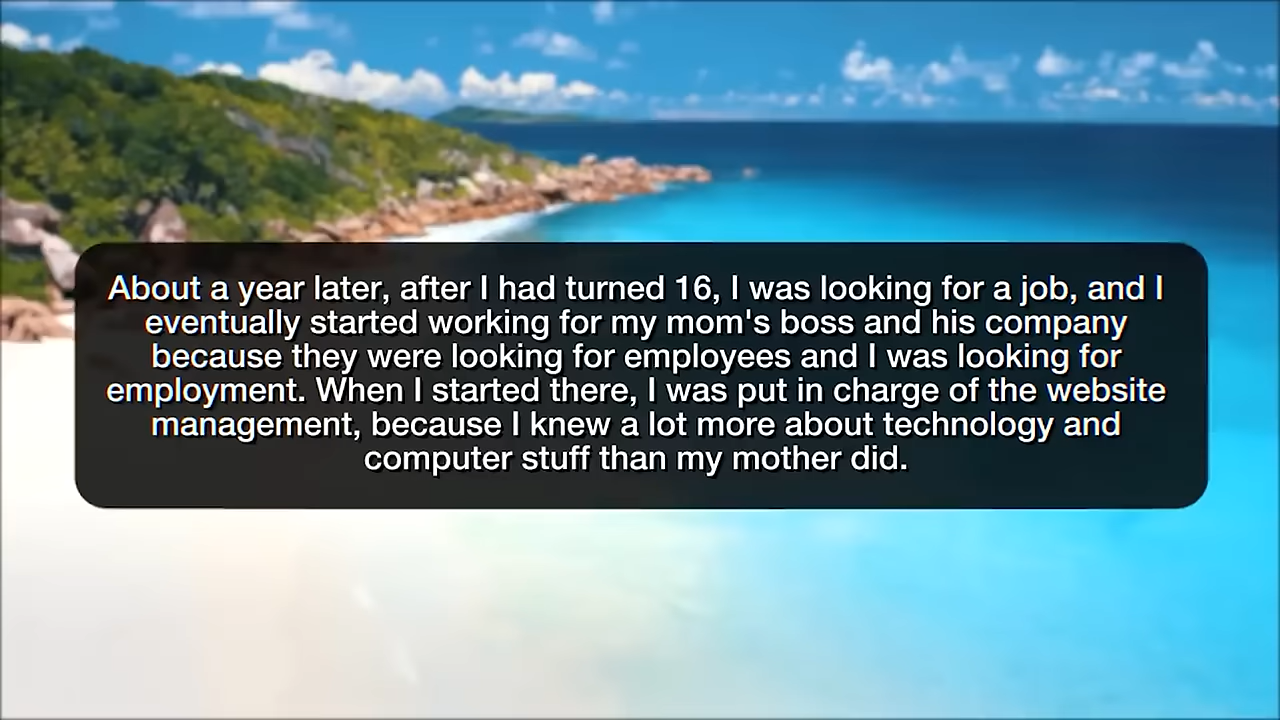 About a year later, after I had turned 16, I was looking for a job, and I
eventually started working for my mom's boss and his company
because they were looking for employees and I was looking for
employment. When I started there, I was put in charge of the website
management, because I knew a lot more about technology and
computer stuff than my mother did.